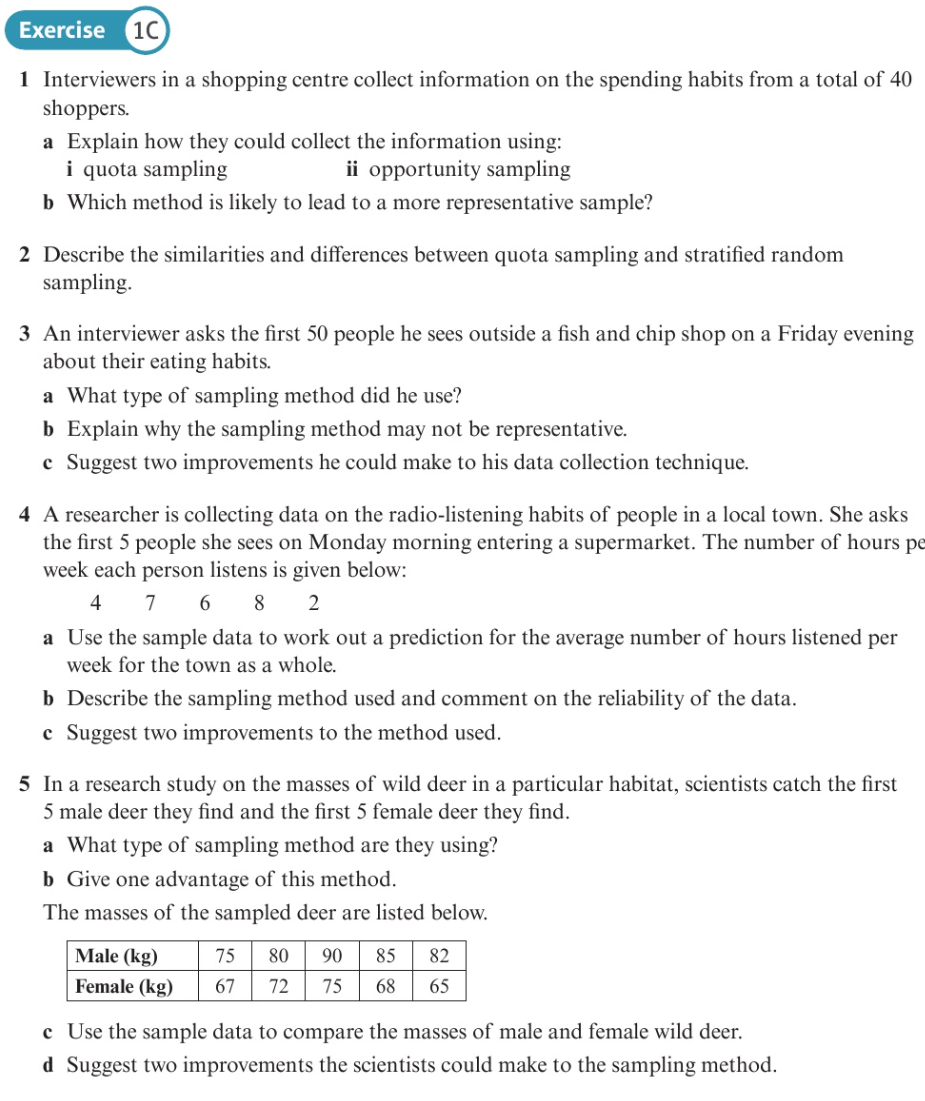 Exercise 1C
1 Interviewers in a shopping centre collect information on the spending habits from a total of 40
shoppers.
a Explain how they could collect the information using:
i quota sampling ii opportunity sampling
b Which method is likely to lead to a more representative sample?
2 Describe the similarities and differences between quota sampling and stratified random
sampling.
3 An interviewer asks the first 50 people he sees outside a fish and chip shop on a Friday evening
about their eating habits.
a What type of sampling method did he use?
b Explain why the sampling method may not be representative.
c Suggest two improvements he could make to his data collection technique.
4 A researcher is collecting data on the radio-listening habits of people in a local town. She asks
the first 5 people she sees on Monday morning entering a supermarket. The number of hours pe
week each person listens is given below:
4 7 6 8 2
a Use the sample data to work out a prediction for the average number of hours listened per
week for the town as a whole.
b Describe the sampling method used and comment on the reliability of the data.
c Suggest two improvements to the method used.
5 In a research study on the masses of wild deer in a particular habitat, scientists catch the first
5 male deer they find and the first 5 female deer they find.
a What type of sampling method are they using?
b Give one advantage of this method.
The masses of the sampled deer are listed below.
Male (kg) 75 80 90 85 82
Female (kg) 67 72 75 68 65
c Use the sample data to compare the masses of male and female wild deer.
d Suggest two improvements the scientists could make to the sampling method.